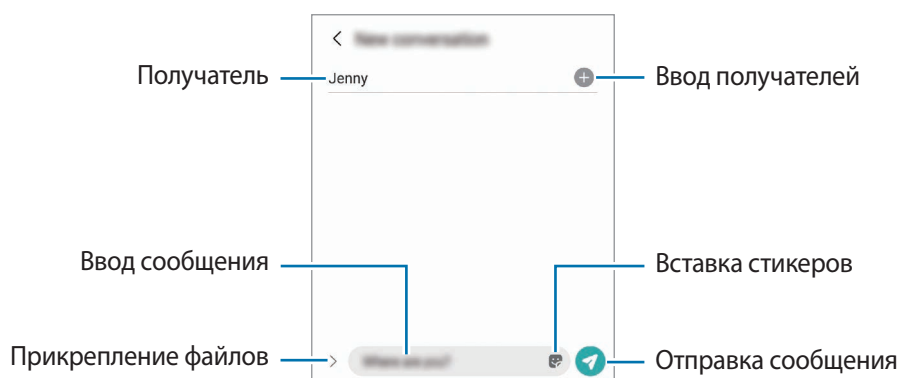 Получатель
Jenny
Ввод получателей
Ввод сообщения
Вставка стикеров
Прикрепление файлов
Отправка сообщения